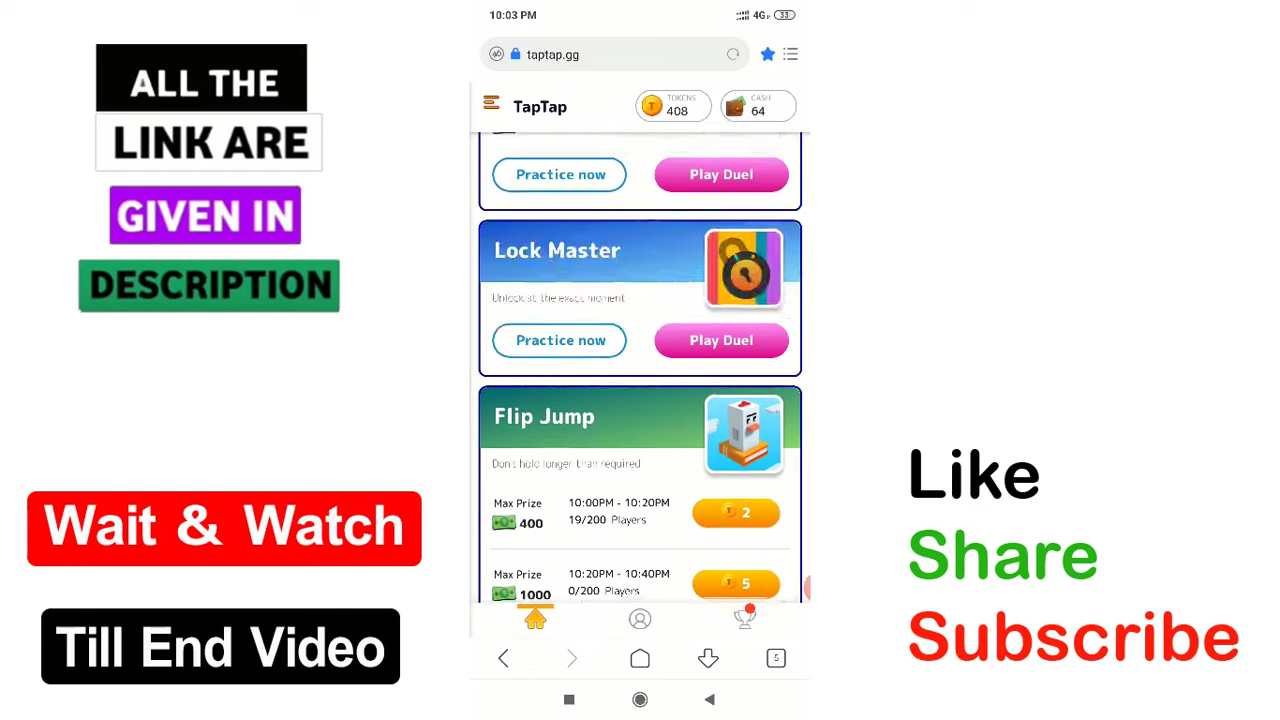 ALL THE
LINK ARE
GIVEN IN
DESCRIPTION
Wait & Watch
Till End Video
10:03 PM
4G
33
taptap.gg
TapTap
TOKENS
408
CASH
64
Practice now
Play Duel
Lock Master
Unlock at the exact moment
Practice now
Play Duel
Flip Jump
Don't hold longer than required
Max Prize
400
10:00PM - 10:20PM
19/200 Players
T 2
Max Prize
1000
10:20PM - 10:40PM
0/200 Players
T 5
5
Like
Share
Subscribe